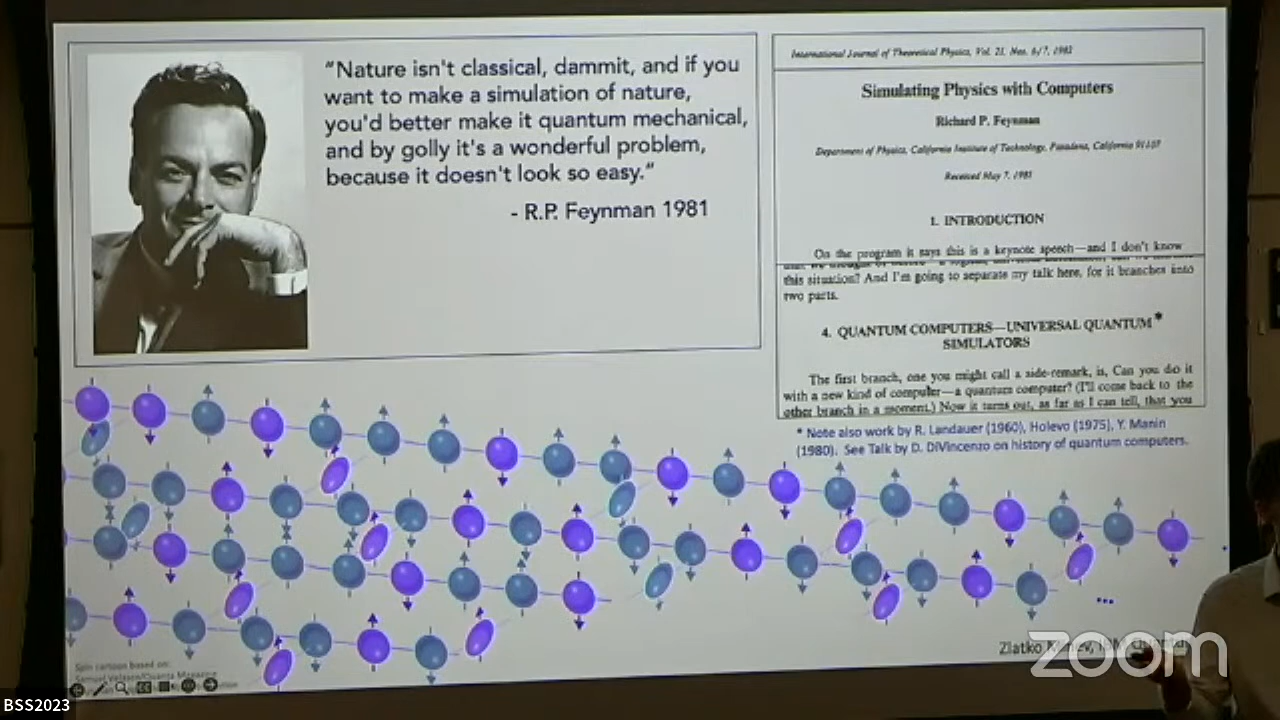 "Nature isn't classical, dammit, and if you
want to make a simulation of nature,
you'd better make it quantum mechanical,
and by golly it's a wonderful problem,
because it doesn't look so easy."
- R.P. Feynman 1981
International Journal of Theoretical Physics, Vol. 21, Nos. 6/7, 1982
Simulating Physics with Computers
Richard P. Feynman
Department of Physics, California Institute of Technology, Pasadena, California 91107
Received May 7, 1981
1. INTRODUCTION
On the program it says this is a keynote speech—and I don't know
this situation? And I'm going to separate my talk here, for it branches into
two parts.
4. QUANTUM COMPUTERS—UNIVERSAL QUANTUM*
SIMULATORS
The first branch, one you might call a side-remark, is, Can you do it
with a new kind of computer—a quantum computer? (I'll come back to the
other branch in a moment.) Now it turns out, as far as I can tell, that you
* Note also work by R. Landauer (1960), Holevo (1975), Y. Manin
(1980). See Talk by D. DiVincenzo on history of quantum computers.
...
Spin cartoons based on:
Samuel Velasco/Quanta Magazine
Zlatko
zoom
BSS2023